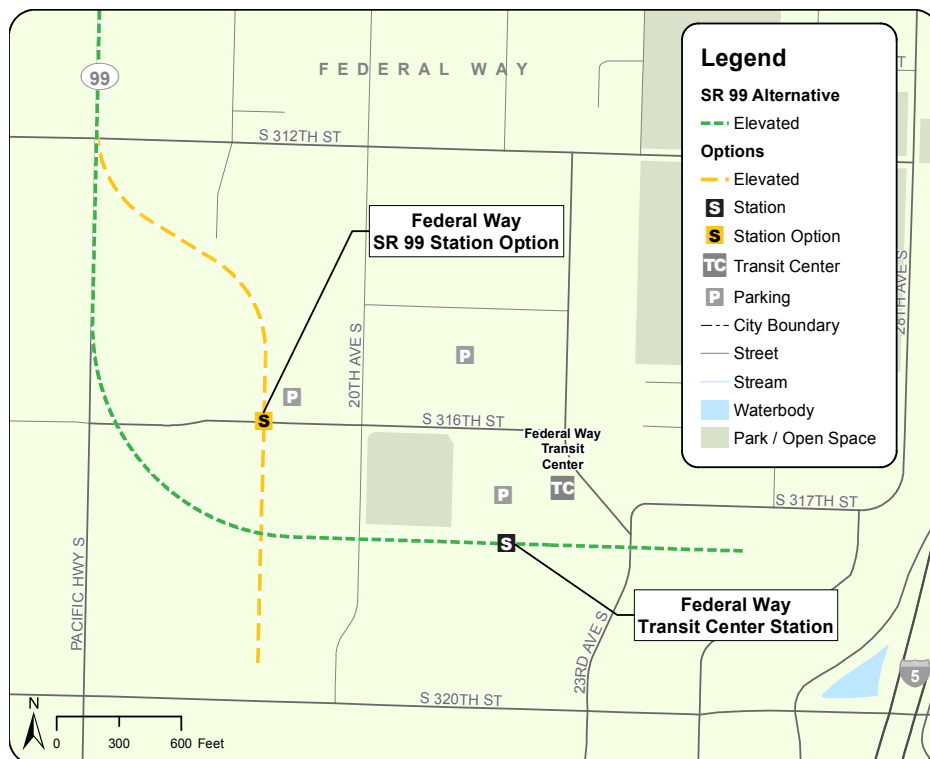 99
FEDERAL WAY
S 312TH ST
Federal Way
SR 99 Station Option
20TH AVE S
P
P
S
S 316TH ST
Federal Way
Transit
Center
TC
P
S
S 317TH ST
28TH AVE S
PACIFIC HWY S
23RD AVE S
Federal Way
Transit Center Station
S 320TH ST
5
N
0 300 600 Feet
Legend
SR 99 Alternative
Elevated
Options
Elevated
S Station
S Station Option
TC Transit Center
P Parking
City Boundary
Street
Stream
Waterbody
Park / Open Space